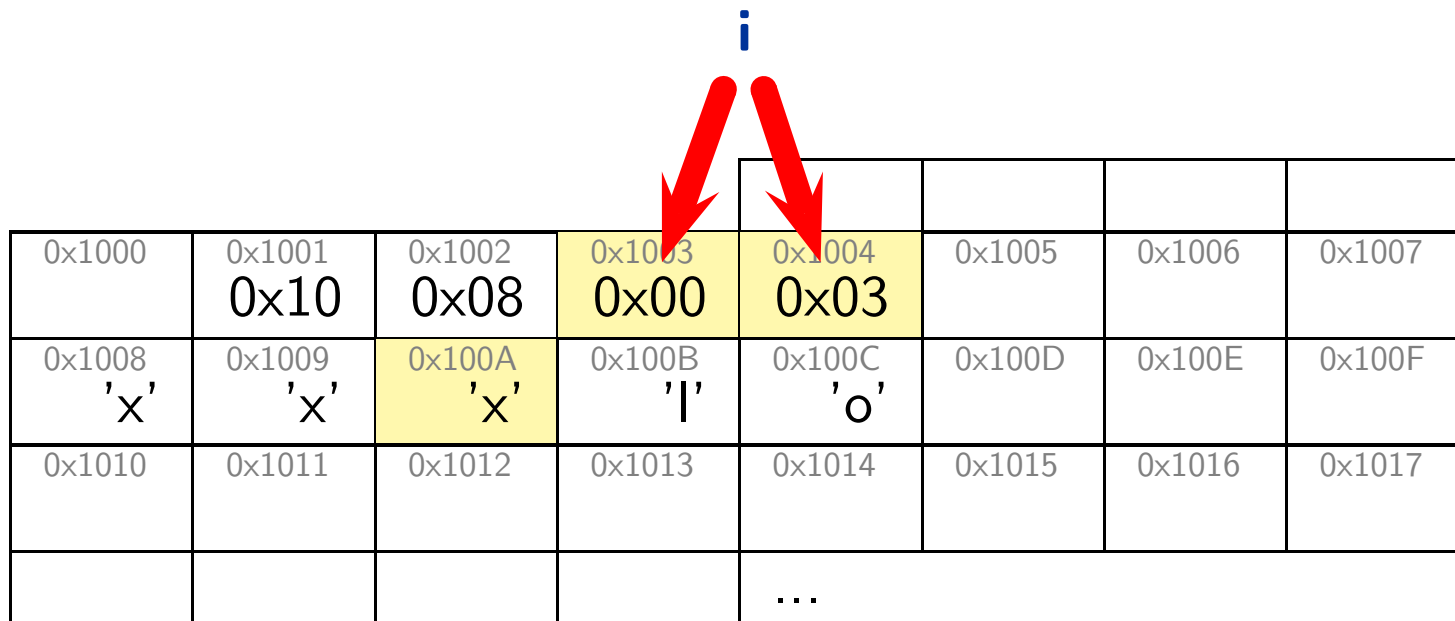 i
0x1000 0x1001 0x1002 0x1003 0x1004 0x1005 0x1006 0x1007
0x10 0x08 0x00 0x03
0x1008 0x1009 0x100A 0x100B 0x100C 0x100D 0x100E 0x100F
'x' 'x' 'x' 'l' 'o'
0x1010 0x1011 0x1012 0x1013 0x1014 0x1015 0x1016 0x1017
...